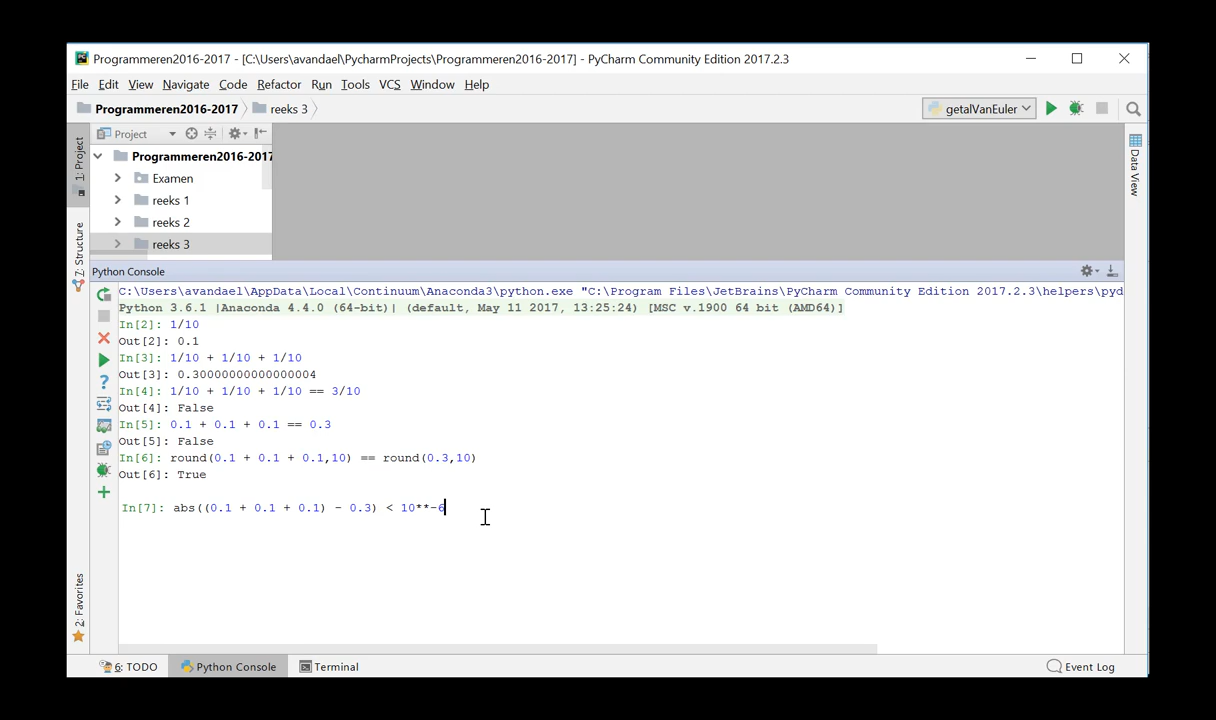 Programmeren2016-2017 - [C:\Users\avandael\PycharmProjects\Programmeren2016-2017] - PyCharm Community Edition 2017.2.3
File Edit View Navigate Code Refactor Run Tools VCS Window Help
Programmeren2016-2017 reeks 3 getalVanEuler
Project
Programmeren2016-2017
Examen
reeks 1
reeks 2
reeks 3
1: Project
7: Structure
2: Favorites
Data View
Python Console
C:\Users\avandael\AppData\Local\Continuum\Anaconda3\python.exe "C:\Program Files\JetBrains\PyCharm Community Edition 2017.2.3\helpers\pyd
Python 3.6.1 |Anaconda 4.4.0 (64-bit)| (default, May 11 2017, 13:25:24) [MSC v.1900 64 bit (AMD64)]
In[2]: 1/10
Out[2]: 0.1
In[3]: 1/10 + 1/10 + 1/10
Out[3]: 0.30000000000000004
In[4]: 1/10 + 1/10 + 1/10 == 3/10
Out[4]: False
In[5]: 0.1 + 0.1 + 0.1 == 0.3
Out[5]: False
In[6]: round(0.1 + 0.1 + 0.1,10) == round(0.3,10)
Out[6]: True
In[7]: abs((0.1 + 0.1 + 0.1) - 0.3) < 10**-6
6: TODO Python Console Terminal Event Log